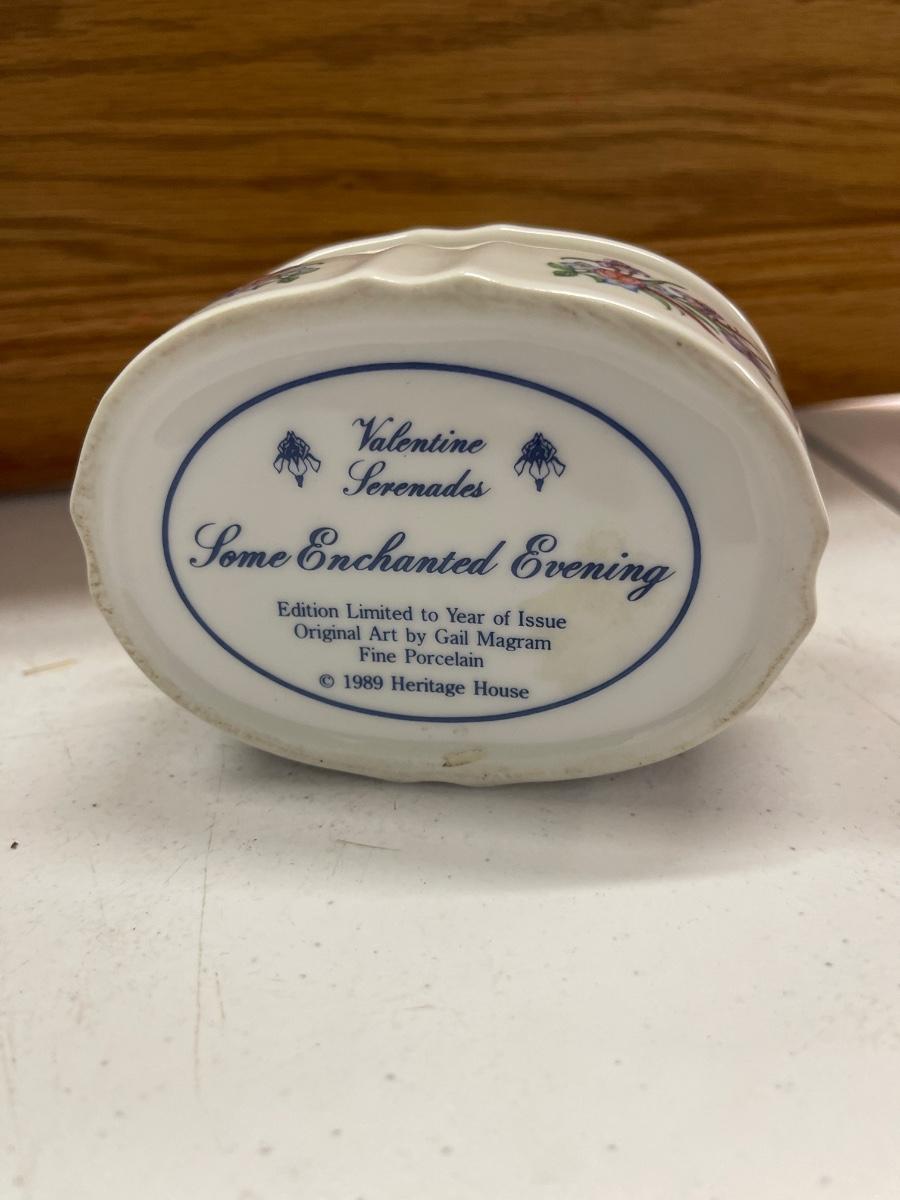 Valentine
Serenades
Some Enchanted Evening
Edition Limited to Year of Issue
Original Art by Gail Magram
Fine Porcelain
© 1989 Heritage House